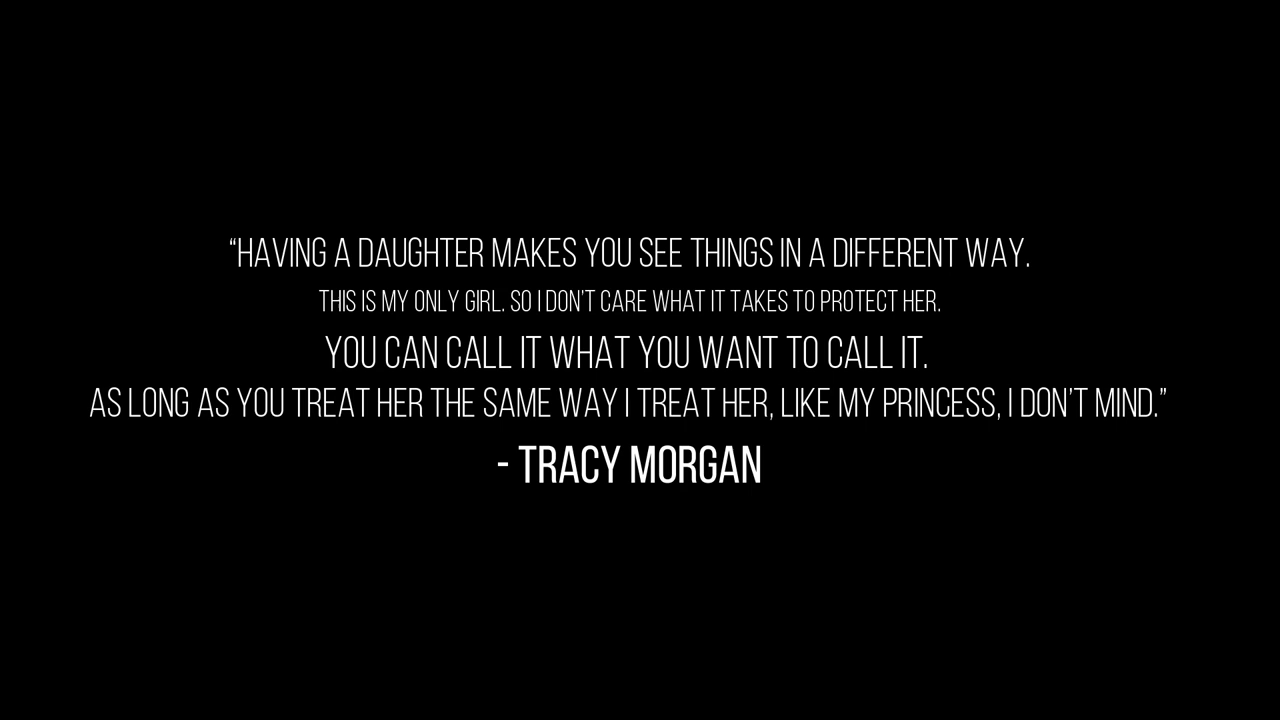 “HAVING A DAUGHTER MAKES YOU SEE THINGS IN A DIFFERENT WAY.
THIS IS MY ONLY GIRL. SO I DON’T CARE WHAT IT TAKES TO PROTECT HER.
YOU CAN CALL IT WHAT YOU WANT TO CALL IT.
AS LONG AS YOU TREAT HER THE SAME WAY I TREAT HER, LIKE MY PRINCESS, I DON’T MIND.”
- TRACY MORGAN